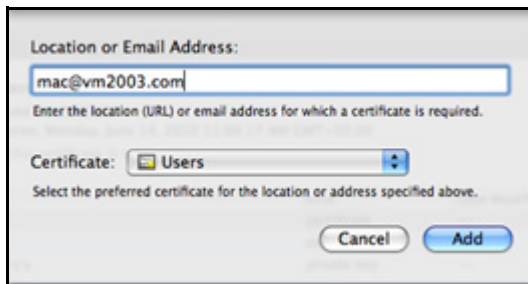 Location or Email Address:
mac@vm2003.com
Enter the location (URL) or email address for which a certificate is required.
Certificate: Users
Select the preferred certificate for the location or address specified above.
Cancel Add